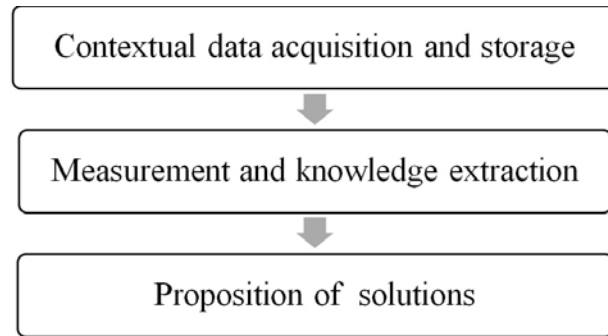 Contextual data acquisition and storage
Measurement and knowledge extraction
Proposition of solutions